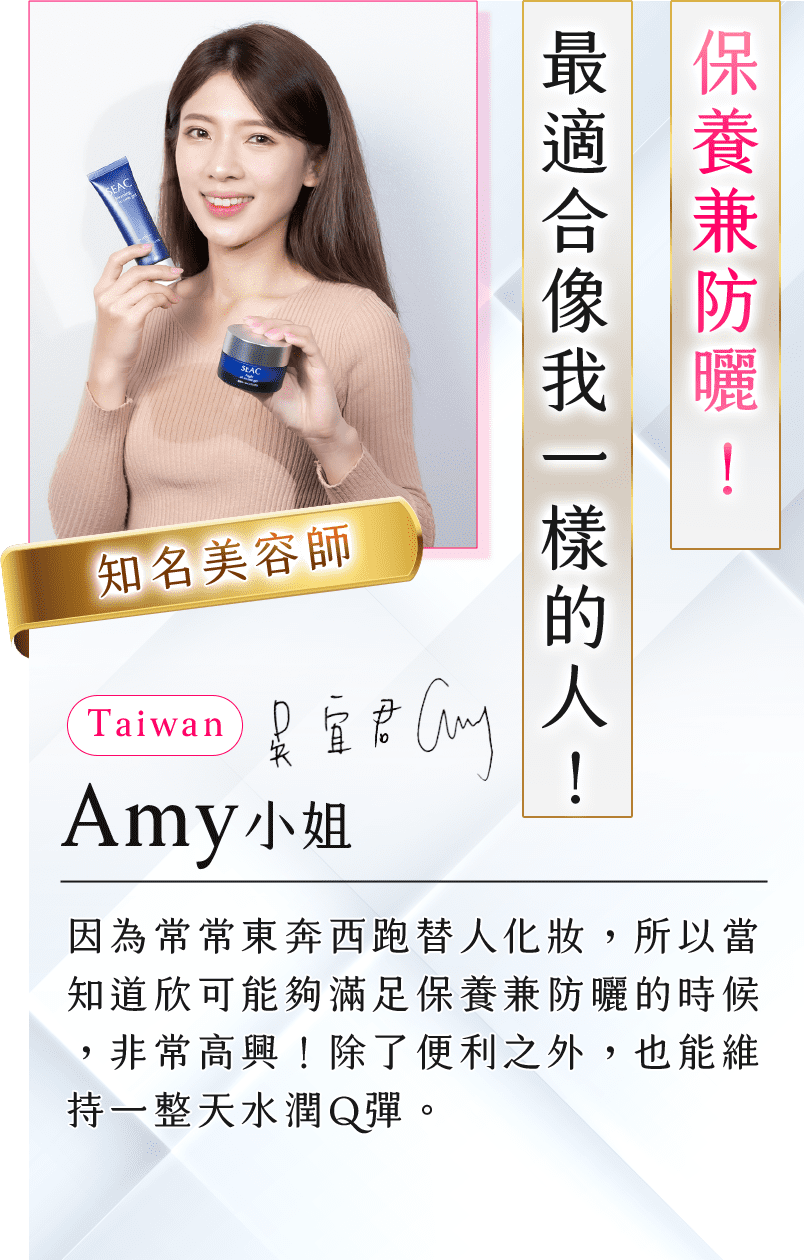 保養兼防曬！
最適合像我一樣的人！
SEAC
SEAC
知名美容師
Taiwan
吳宜君 Amy
Amy小姐
因為常常東奔西跑替人化妝，所以當
知道欣可能夠滿足保養兼防曬的時候
，非常高興！除了便利之外，也能維
持一整天水潤Q彈。